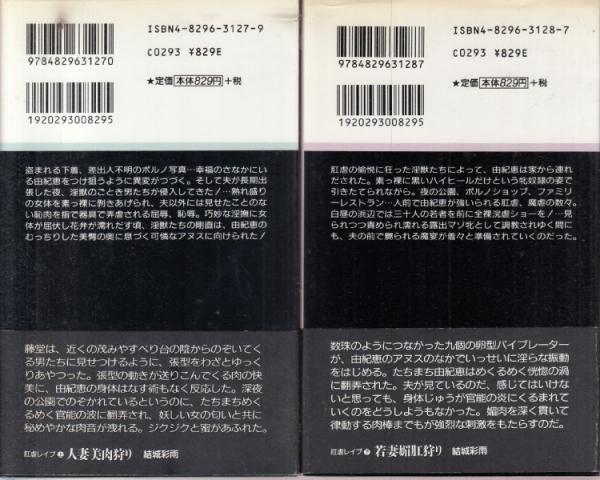 ISBN4-8296-3127-9
C0293 ¥829E
9784829631270
★定価 本体829円 +税
1920293008295
盗まれる下着、差出人不明のポルノ写真…幸福のさなかにい
る由紀恵をつけ狙うように異変がつづく。そして夫が長期出
張した夜、淫獣のごとき男たちが侵入してきた!…熟れ盛り
の女体を素っ裸に剥きあげられ、夫以外には見せたことのな
い恥肉を指で器具で弄虐される屈辱、恥辱。巧妙な淫撫に女
体が屈伏し花弁が濡れだす頃、淫獣たちの剛直は、由紀恵の
むっちりした美臀の奥に息づく可憐なアヌスに向けられた!
藤堂は、近くの茂みやすべり台の陰からのぞいてく
る男たちに見せつけるように、張型をわざとゆっく
りあやつった。張型の動きが送りこんでくる肉の快
美に、由紀恵の身体はなす術もなく反応した。深夜
の公園でのぞかれているというのに、たちまちめく
るめく官能の波に翻弄され、妖しい女の匂いと共に
秘めやかな肉音が洩れる。ジクジクと蜜があふれた。
肛虐レイプ 上 人妻美肉狩り 結城彩雨
ISBN4-8296-3128-7
C0293 ¥829E
9784829631287
★定価 本体829円 +税
1920293008295
肛虐の愉悦に狂った淫獣たちによって、由紀恵は家から連れ
だされた。素っ裸に黒いハイヒールだけという牝奴隷の姿で
引きたてられながら。夜の公園、ポルノショップ、ファミリ
ーレストラン…人前で由紀恵が強いられる肛虐、魔虐の数々。
白昼の浜辺では三十人の若者を前に全裸浣虐ショーを!…見
られつつ責められ濡れる露出マソ牝として調教されゆく間に
も、夫の前で嬲られる魔宴が着々と準備されていくのだった。
数珠のようにつながった九個の卵型バイブレーター
が、由紀恵のアヌスのなかでいっせいに淫らな振動
をはじめる。たちまち由紀恵はめくるめく恍惚の渦
に翻弄された。夫が見ているのだ、感じてはいけな
いと思っても、身体じゅうが官能の炎にくるまれて
いくのをどうしようもなかった。媚肉を深く貫いて
律動する肉棒までもが強烈な刺激をもたらすのだ。
肛虐レイプ 下 若妻媚肛狩り 結城彩雨